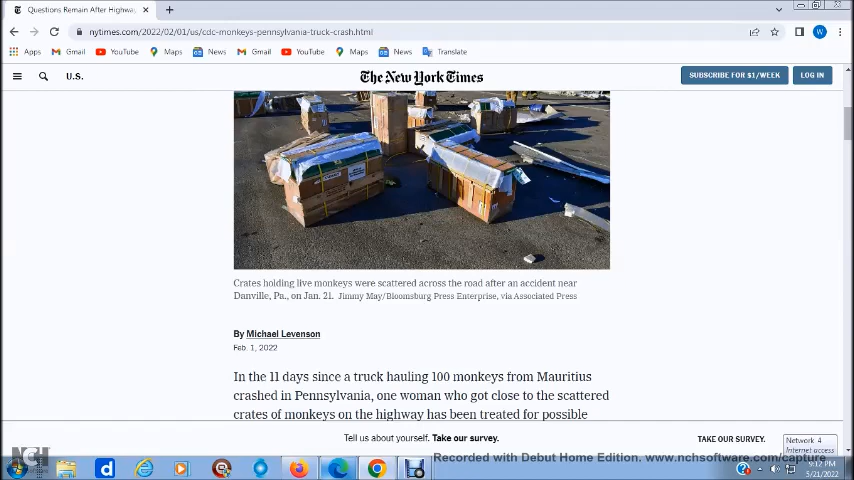 Questions Remain After Highway
nytimes.com/2022/02/01/us/cdc-monkeys-pennsylvania-truck-crash.html
W
Apps Gmail YouTube Maps News Gmail YouTube Maps News Translate
U.S. The New York Times SUBSCRIBE FOR $1/WEEK LOG IN
Crates holding live monkeys were scattered across the road after an accident near
Danville, Pa., on Jan. 21. Jimmy May/Bloomsburg Press Enterprise, via Associated Press
By Michael Levenson
Feb. 1, 2022
In the 11 days since a truck hauling 100 monkeys from Mauritius
crashed in Pennsylvania, one woman who got close to the scattered
crates of monkeys on the highway has been treated for possible
Tell us about yourself. Take our survey. TAKE OUR SURVEY.
Network 4
Internet access
NCH
Recorded with Debut Home Edition. www.nchsoftware.com/capture
9:12 PM
5/21/2022